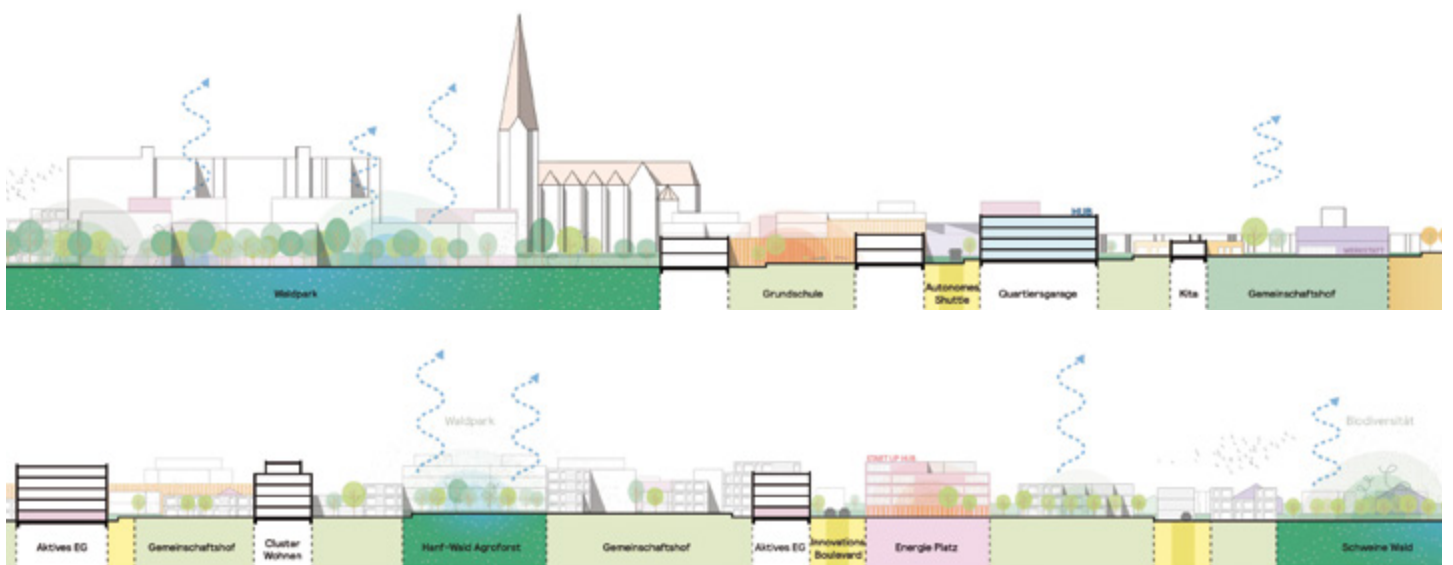 HUB
WERKSTATT
Waldpark
Grundschule
Autonomes
Shuttle
Quartiersgarage
Kita
Gemeinschaftshof
Waldpark
Biodiversität
START UP HUB
Aktives EG
Gemeinschaftshof
Cluster
Wohnen
Hanf-Wald Agroforst
Gemeinschaftshof
Aktives EG
Innovations
Boulevard
Energie Platz
Schweine Wald